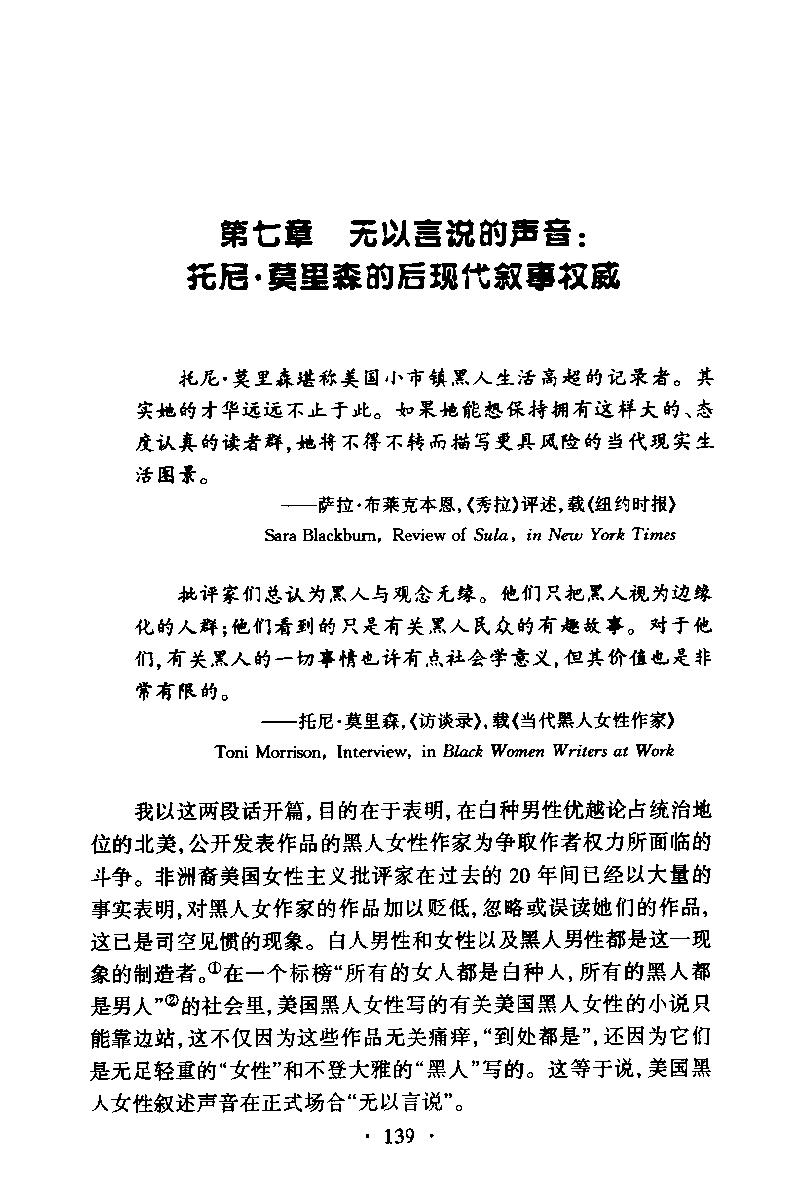 第七章　无以言说的声音：
托尼·莫里森的后现代叙事权威
托尼·莫里森堪称美国小市镇黑人生活高超的记录者。其
实她的才华远远不止于此。如果她能想保持拥有这样大的、态
度认真的读者群,她将不得不转而描写更具风险的当代现实生
活图景。
——萨拉·布莱克本恩,《秀拉》评述,载《纽约时报》
Sara Blackburn, Review of Sula, in New York Times
批评家们总认为黑人与观念无缘。他们只把黑人视为边缘
化的人群;他们看到的只是有关黑人民众的有趣故事。对于他
们,有关黑人的一切事情也许有点社会学意义,但其价值也是非
常有限的。
——托尼·莫里森,《访谈录》,载《当代黑人女性作家》
Toni Morrison, Interview, in Black Women Writers at Work
我以这两段话开篇,目的在于表明,在白种男性优越论占统治地
位的北美,公开发表作品的黑人女性作家为争取作者权力所面临的
斗争。非洲裔美国女性主义批评家在过去的 20 年间已经以大量的
事实表明,对黑人女作家的作品加以贬低,忽略或误读她们的作品,
这已是司空见惯的现象。白人男性和女性以及黑人男性都是这一现
象的制造者。①在一个标榜“所有的女人都是白种人,所有的黑人都
是男人”②的社会里,美国黑人女性写的有关美国黑人女性的小说只
能靠边站,这不仅因为这些作品无关痛痒,“到处都是”,还因为它们
是无足轻重的“女性”和不登大雅的“黑人”写的。这等于说,美国黑
人女性叙述声音在正式场合“无以言说”。
· 139 ·